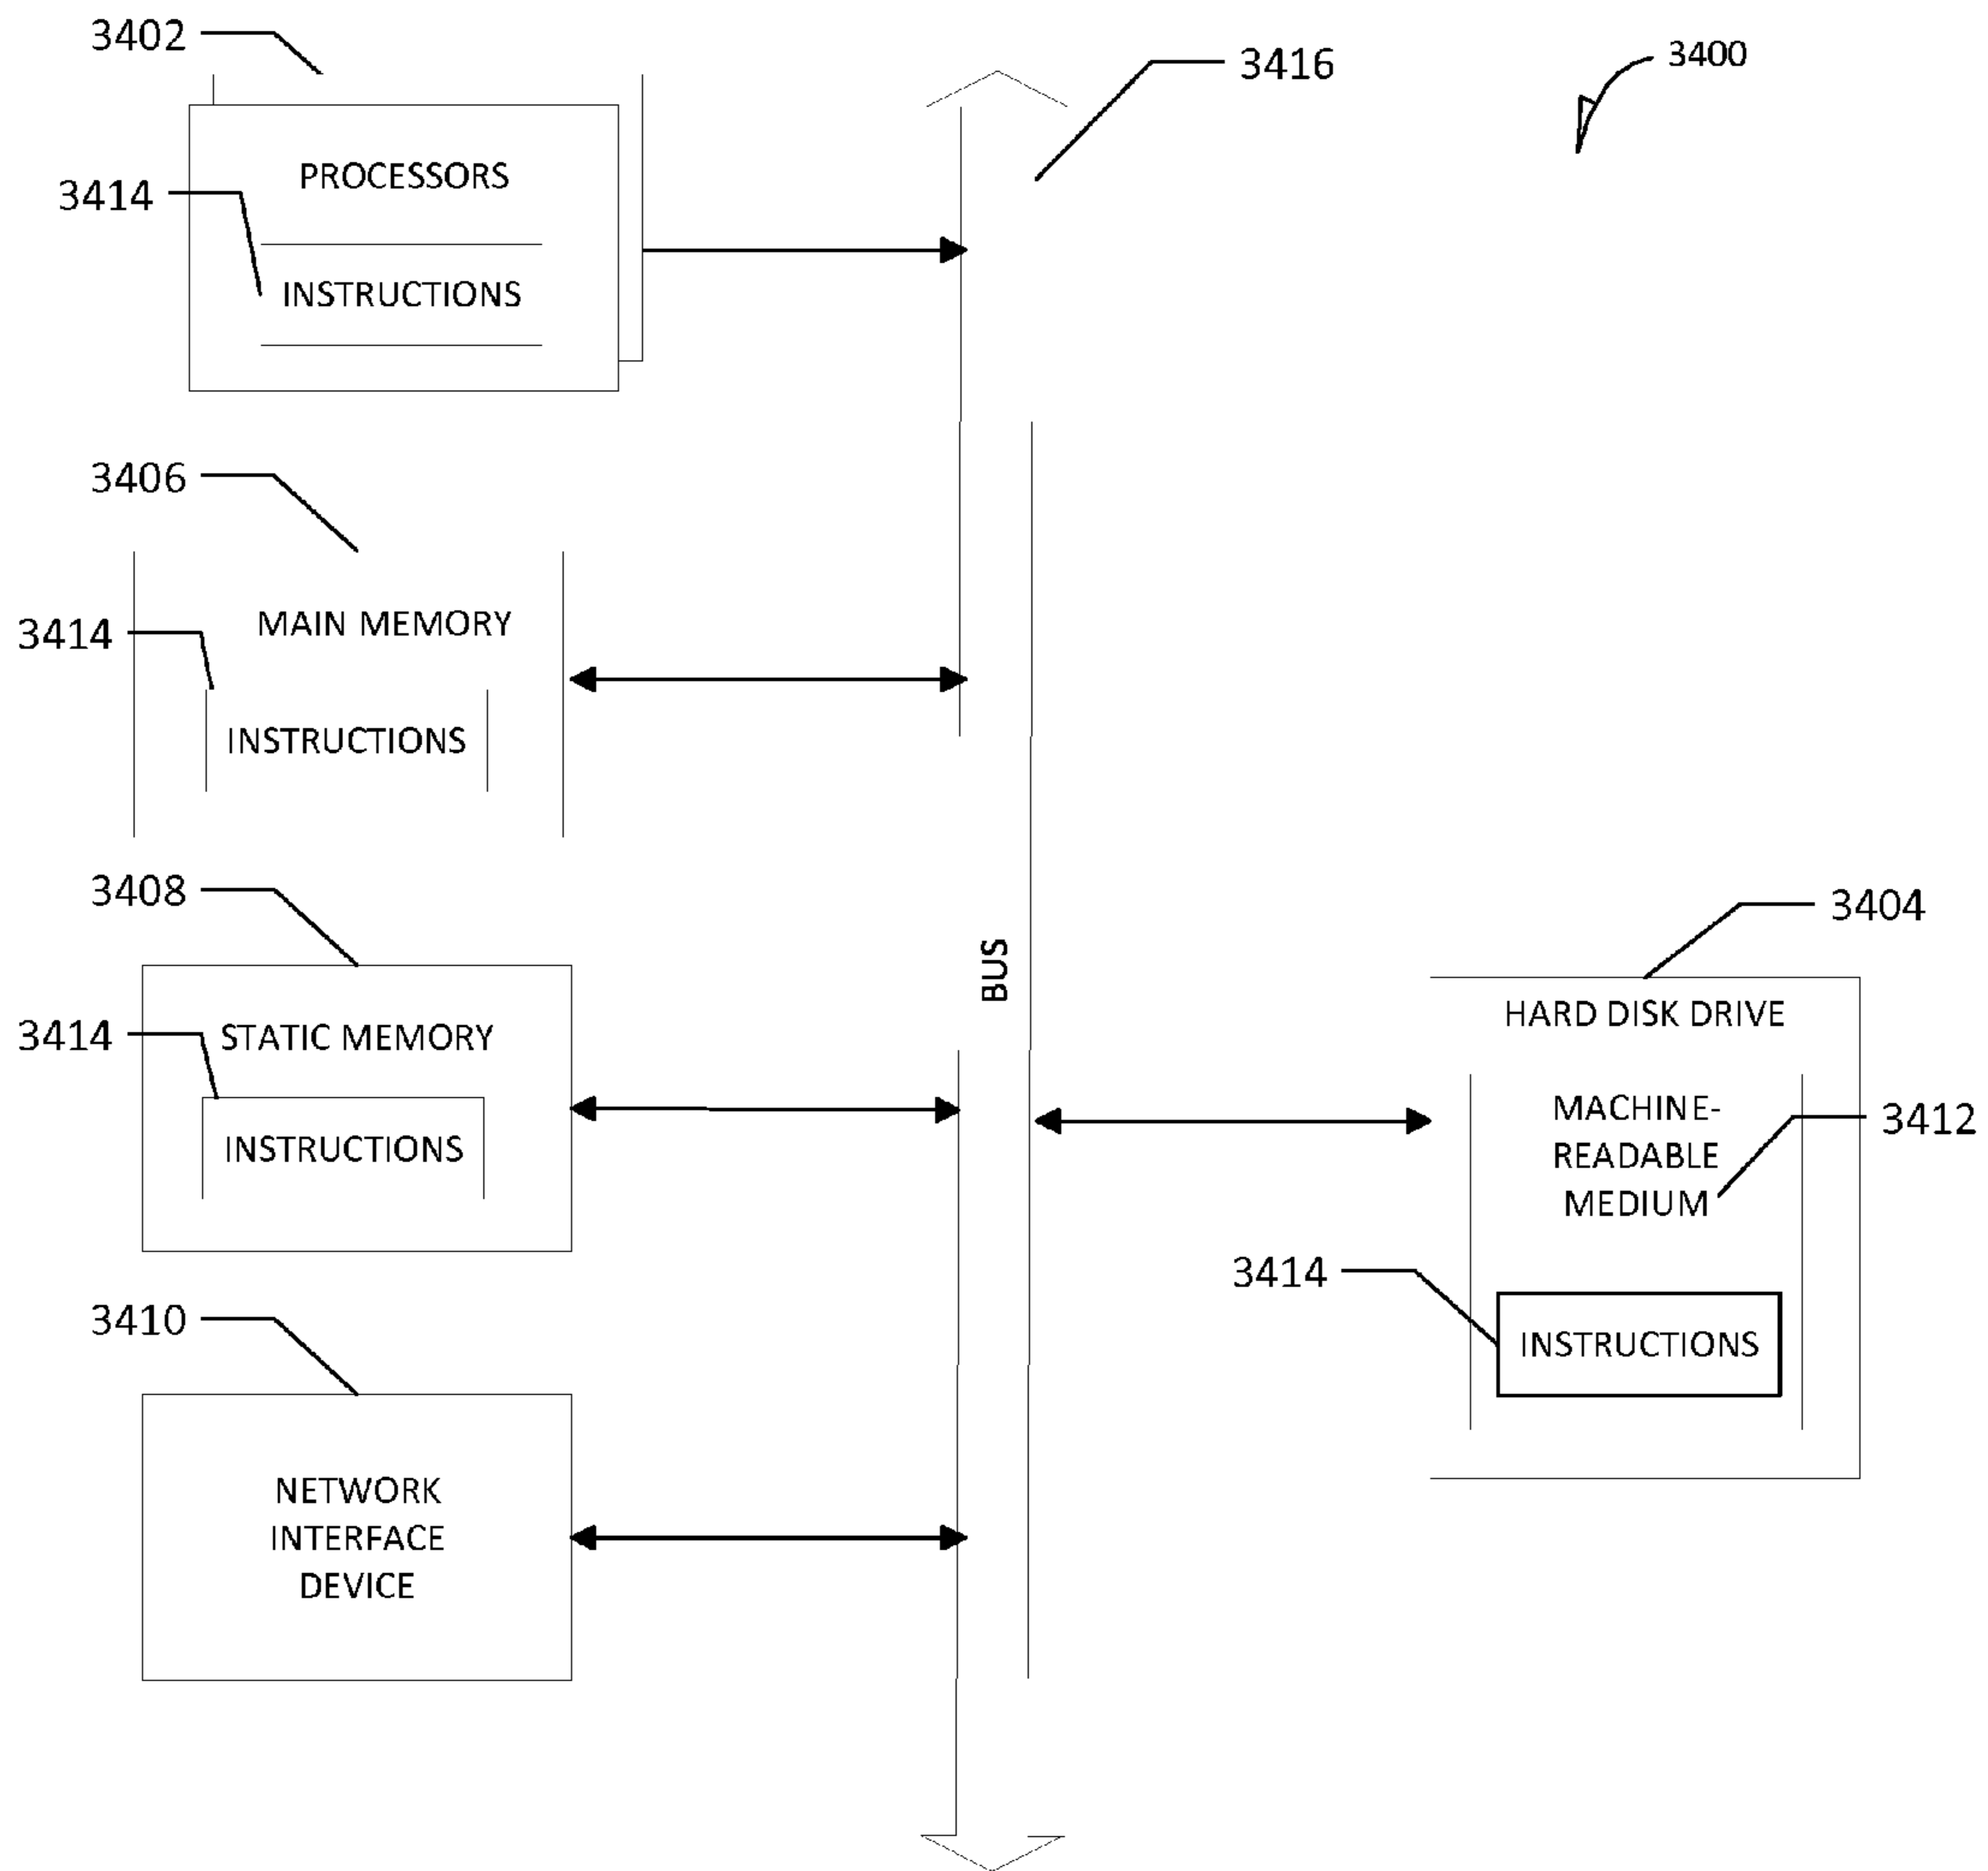 3402
3416
3400
PROCESSORS
3414
INSTRUCTIONS
3406
MAIN MEMORY
3414
INSTRUCTIONS
3408
3404
BUS
HARD DISK DRIVE
3414
STATIC MEMORY
MACHINE-
READABLE
MEDIUM
3412
INSTRUCTIONS
3414
INSTRUCTIONS
3410
NETWORK
INTERFACE
DEVICE